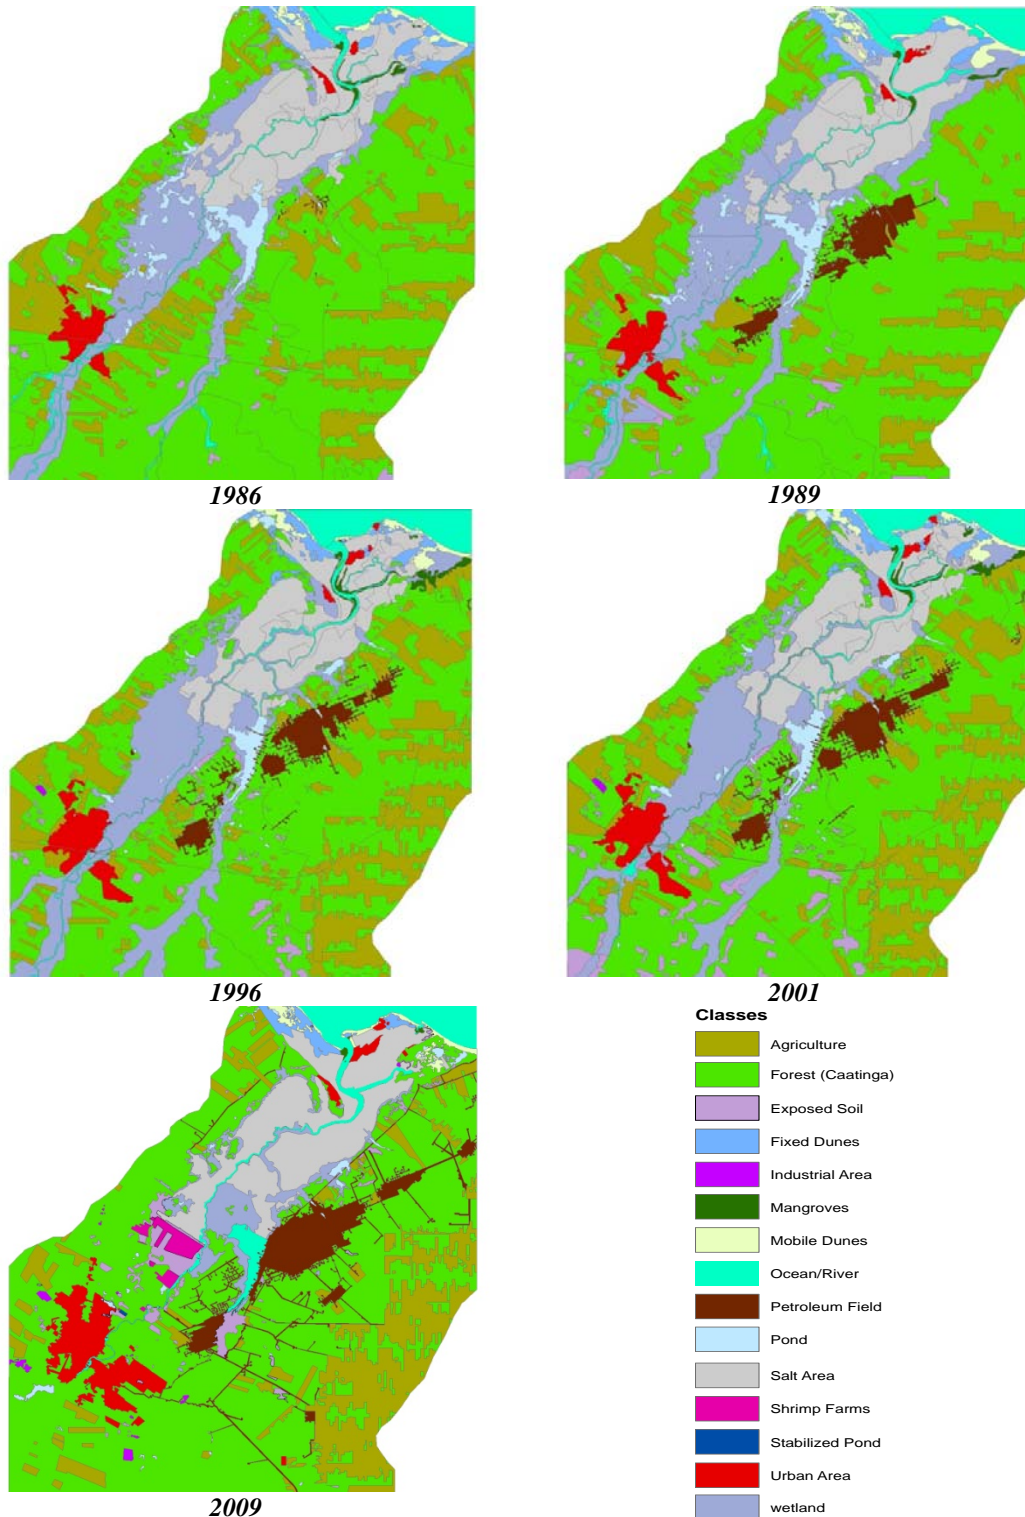 1986
1989
1996
2001
2009
Classes
Agriculture
Forest (Caatinga)
Exposed Soil
Fixed Dunes
Industrial Area
Mangroves
Mobile Dunes
Ocean/River
Petroleum Field
Pond
Salt Area
Shrimp Farms
Stabilized Pond
Urban Area
wetland